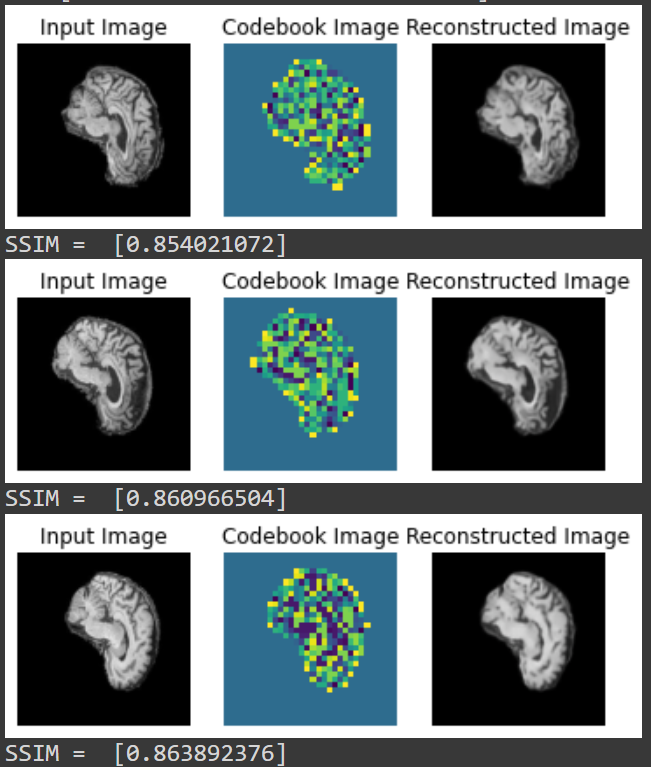 Input Image Codebook Image Reconstructed Image
SSIM = [0.854021072]
Input Image Codebook Image Reconstructed Image
SSIM = [0.860966504]
Input Image Codebook Image Reconstructed Image
SSIM = [0.863892376]